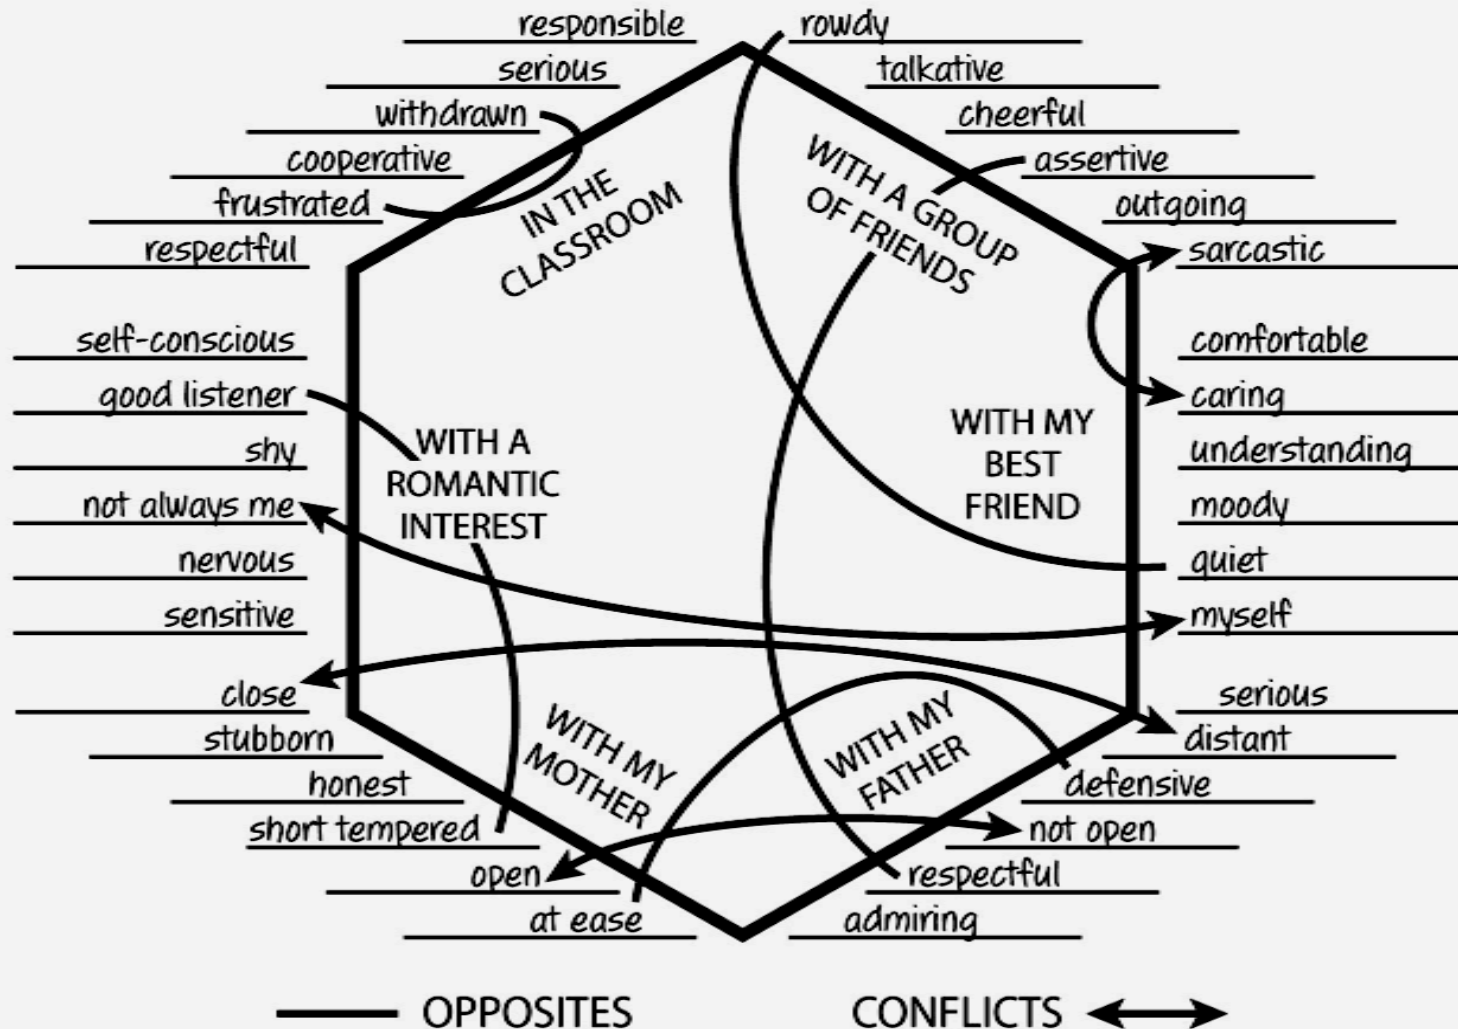 responsible
serious
withdrawn
cooperative
frustrated
respectful
IN THE
CLASSROOM
rowdy
talkative
cheerful
assertive
outgoing
sarcastic
WITH A GROUP
OF FRIENDS
self-conscious
good listener
shy
not always me
nervous
sensitive
WITH A
ROMANTIC
INTEREST
comfortable
caring
understanding
moody
quiet
myself
WITH MY
BEST
FRIEND
close
stubborn
honest
short tempered
open
at ease
WITH MY
MOTHER
serious
distant
defensive
not open
respectful
admiring
WITH MY
FATHER
OPPOSITES
CONFLICTS